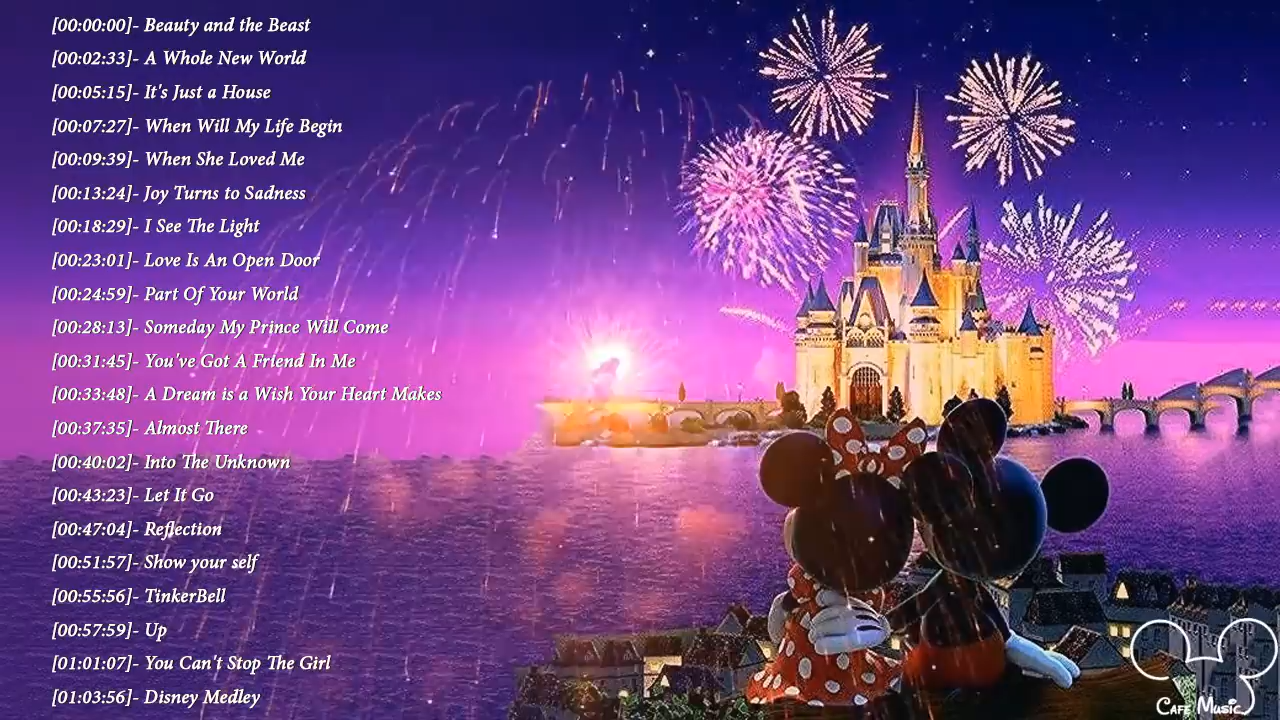 [00:00:00]- Beauty and the Beast
[00:02:33]- A Whole New World
[00:05:15]- It's Just a House
[00:07:27]- When Will My Life Begin
[00:09:39]- When She Loved Me
[00:13:24]- Joy Turns to Sadness
[00:18:29]- I See The Light
[00:23:01]- Love Is An Open Door
[00:24:59]- Part Of Your World
[00:28:13]- Someday My Prince Will Come
[00:31:45]- You've Got A Friend In Me
[00:33:48]- A Dream is a Wish Your Heart Makes
[00:37:35]- Almost There
[00:40:02]- Into The Unknown
[00:43:23]- Let It Go
[00:47:04]- Reflection
[00:51:57]- Show your self
[00:55:56]- TinkerBell
[00:57:59]- Up
[01:01:07]- You Can't Stop The Girl
[01:03:56]- Disney Medley
Cafe Music